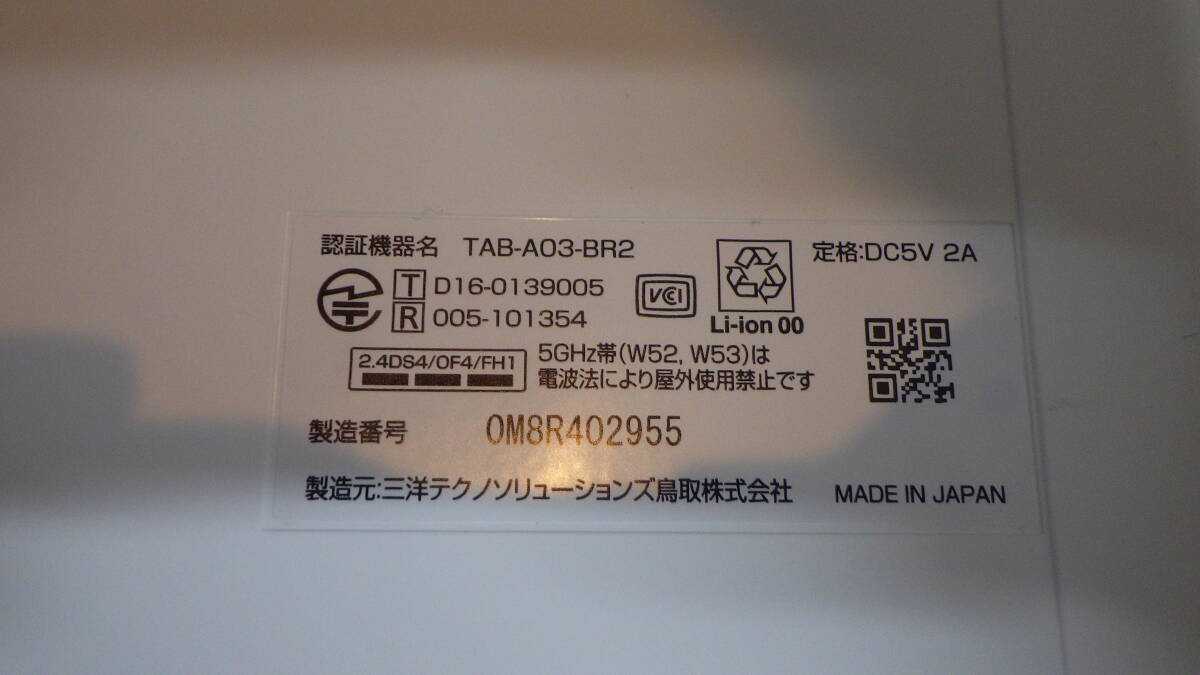 認証機器名 TAB-A03-BR2
定格:DC5V 2A
T D16-0139005
R 005-101354
VCCI
Li-ion 00
2.4DS4/OF4/FH1
5GHz帯(W52, W53)は
電波法により屋外使用禁止です
製造番号 0M8R402955
製造元:三洋テクノソリューションズ鳥取株式会社 MADE IN JAPAN